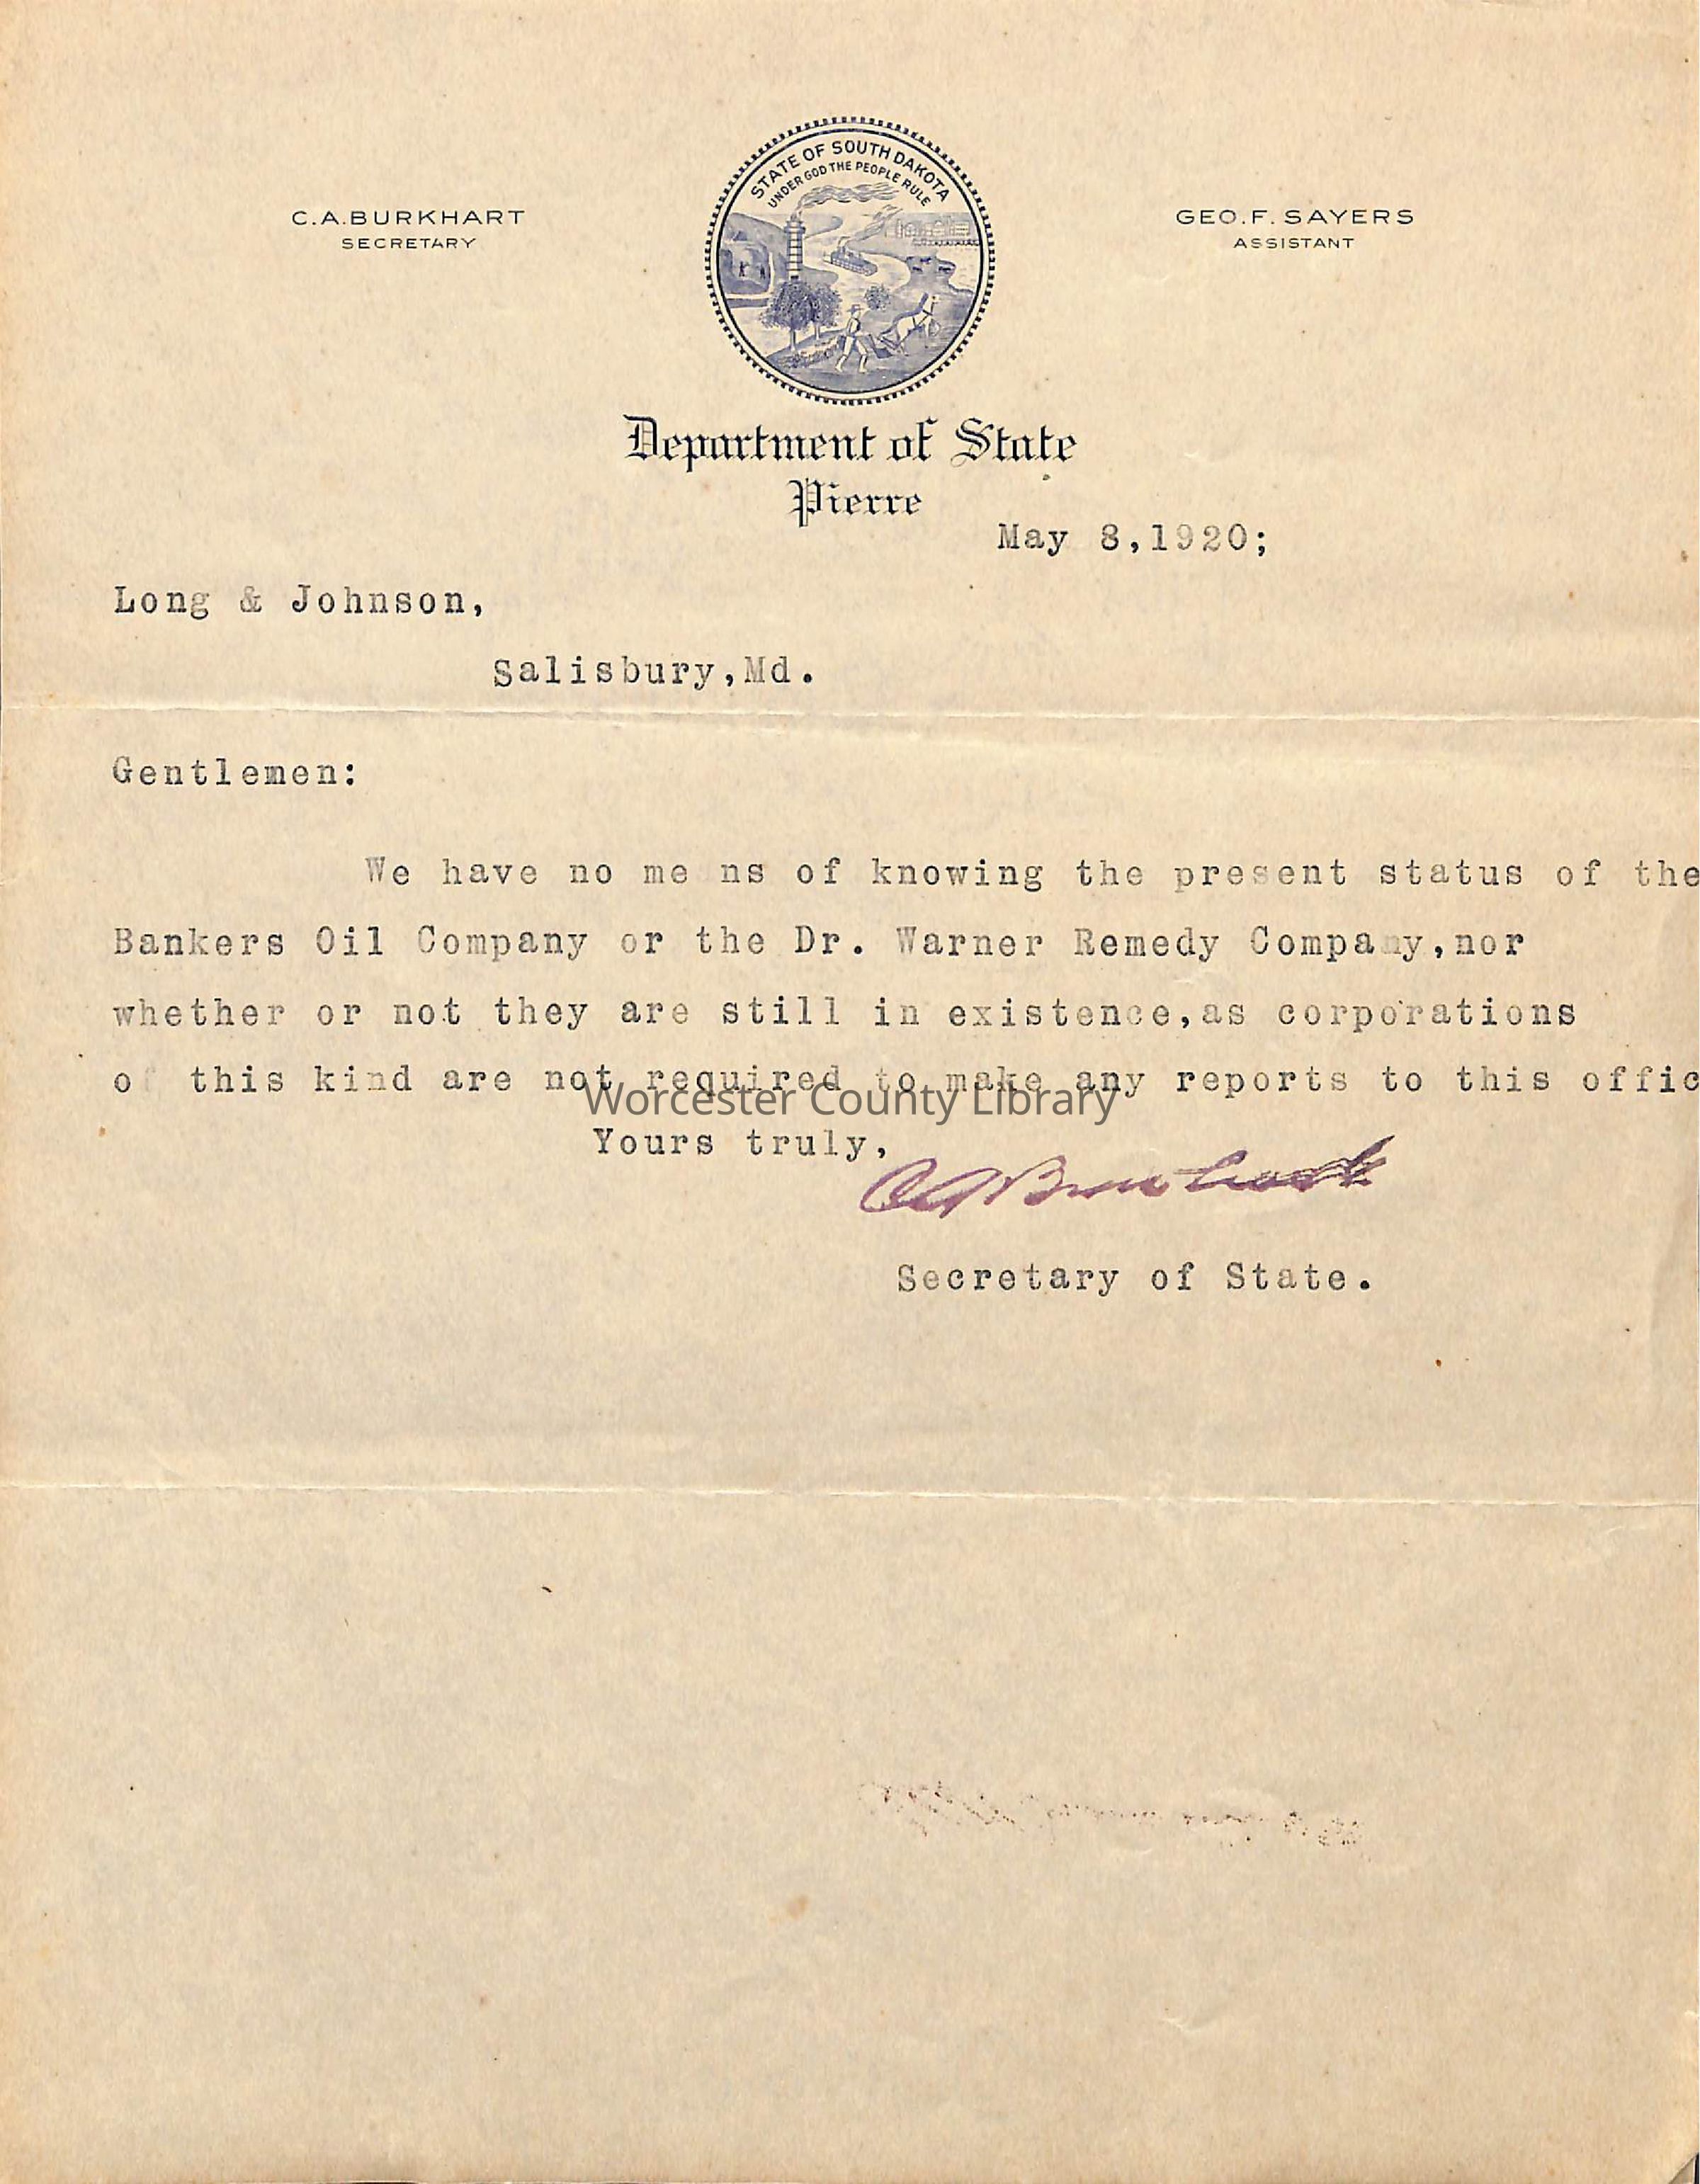 STATE OF SOUTH DAKOTA
UNDER GOD THE PEOPLE RULE
C.A.BURKHART
SECRETARY
GEO.F.SAYERS
ASSISTANT
Department of State
Pierre
May 8,1920;
Long & Johnson,
Salisbury,Md.
Gentlemen:
We have no me ns of knowing the present status of the
Bankers Oil Company or the Dr. Warner Remedy Company,nor
whether or not they are still in existence,as corporations
of this kind are not required to make any reports to this offic
Worcester County Library
Yours truly,
CA Burkhart
Secretary of State.